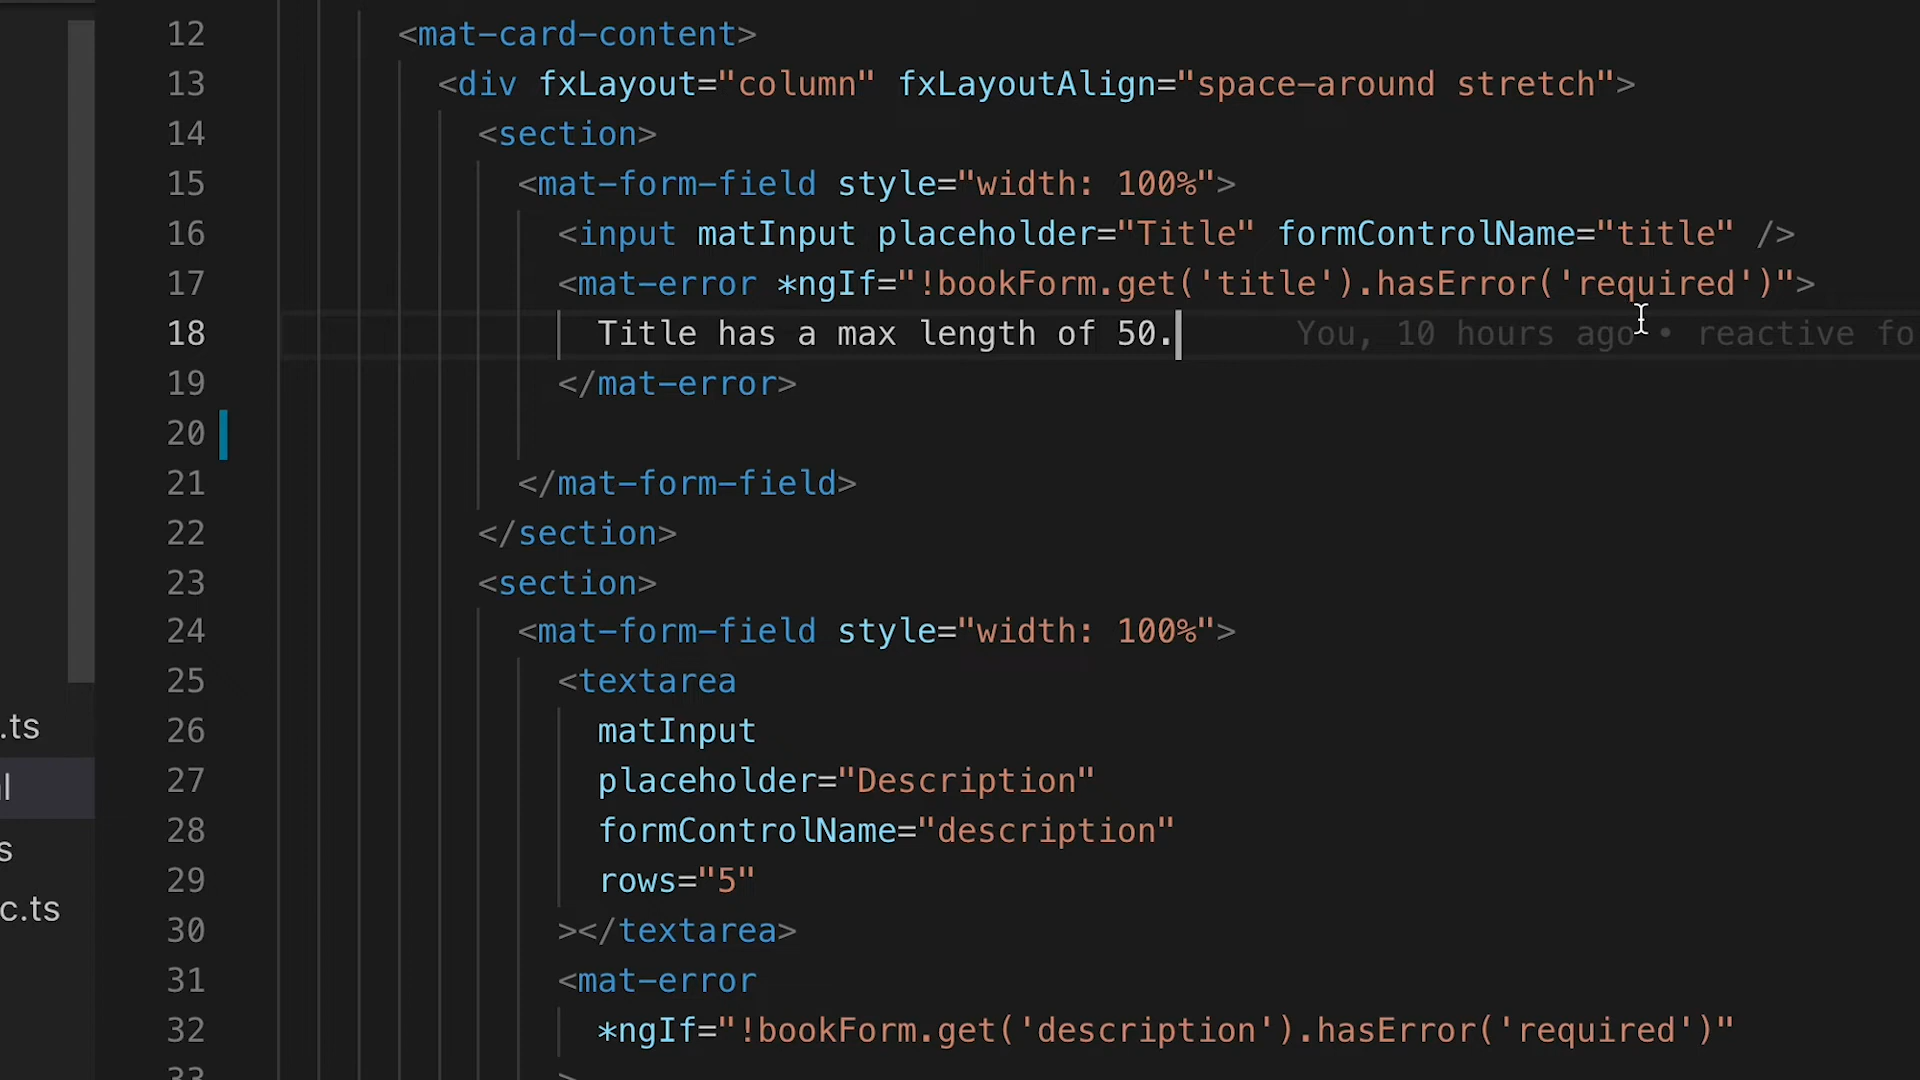 12 <mat-card-content>
13 <div fxLayout="column" fxLayoutAlign="space-around stretch">
14 <section>
15 <mat-form-field style="width: 100%">
16 <input matInput placeholder="Title" formControlName="title" />
17 <mat-error *ngIf="!bookForm.get('title').hasError('required')">
18 Title has a max length of 50. You, 10 hours ago • reactive fo
19 </mat-error>
20
21 </mat-form-field>
22 </section>
23 <section>
24 <mat-form-field style="width: 100%">
25 <textarea
.ts
26 matInput
l
27 placeholder="Description"
28 formControlName="description"
s
29 rows="5"
c.ts
30 ></textarea>
31 <mat-error
32 *ngIf="!bookForm.get('description').hasError('required')"
33 >